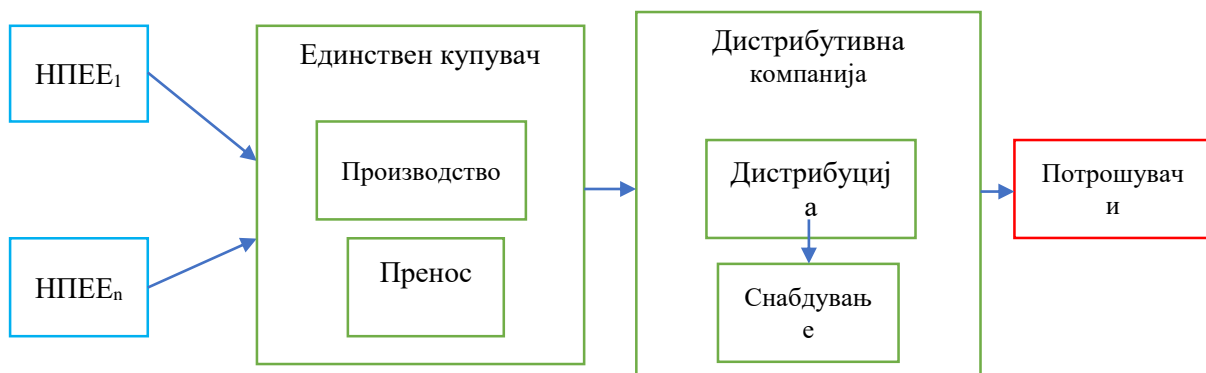 НПЕЕ₁
НПЕЕₙ
Единствен купувач
Производство
Пренос
Дистрибутивна
компанија
Дистрибуциј
а
Снабдувањ
е
Потрошувач
и